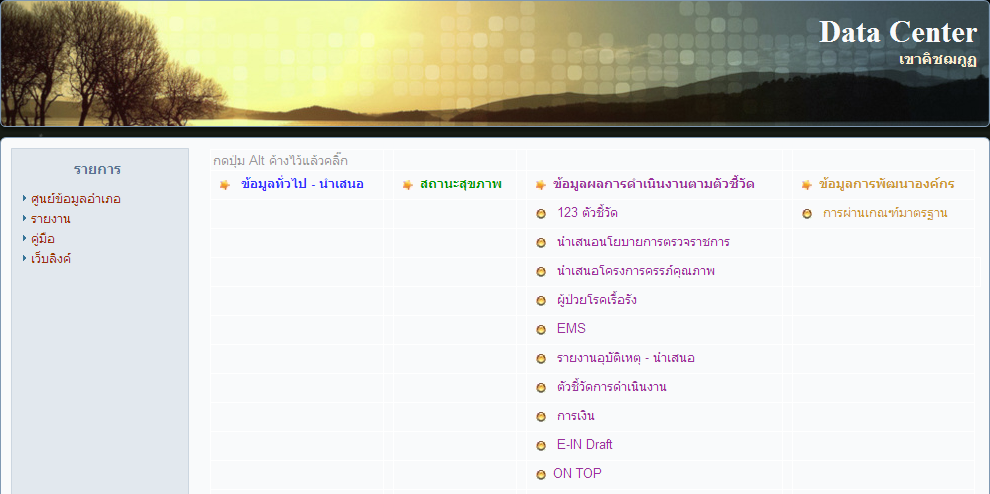 Data Center
เขาคิชฌกูฏ
รายการ
ศูนย์ข้อมูลอำเภอ
รายงาน
คู่มือ
เว็บลิงค์
กดปุ่ม Alt ค้างไว้แล้วคลิ๊ก
ข้อมูลทั่วไป - นำเสนอ
สถานะสุขภาพ
ข้อมูลผลการดำเนินงานตามตัวชี้วัด
ข้อมูลการพัฒนาองค์กร
123 ตัวชี้วัด
การผ่านเกณฑ์มาตรฐาน
นำเสนอนโยบายการตรวจราชการ
นำเสนอโครงการครรภ์คุณภาพ
ผู้ป่วยโรคเรื้อรัง
EMS
รายงานอุบัติเหตุ - นำเสนอ
ตัวชี้วัดการดำเนินงาน
การเงิน
E-IN Draft
ON TOP